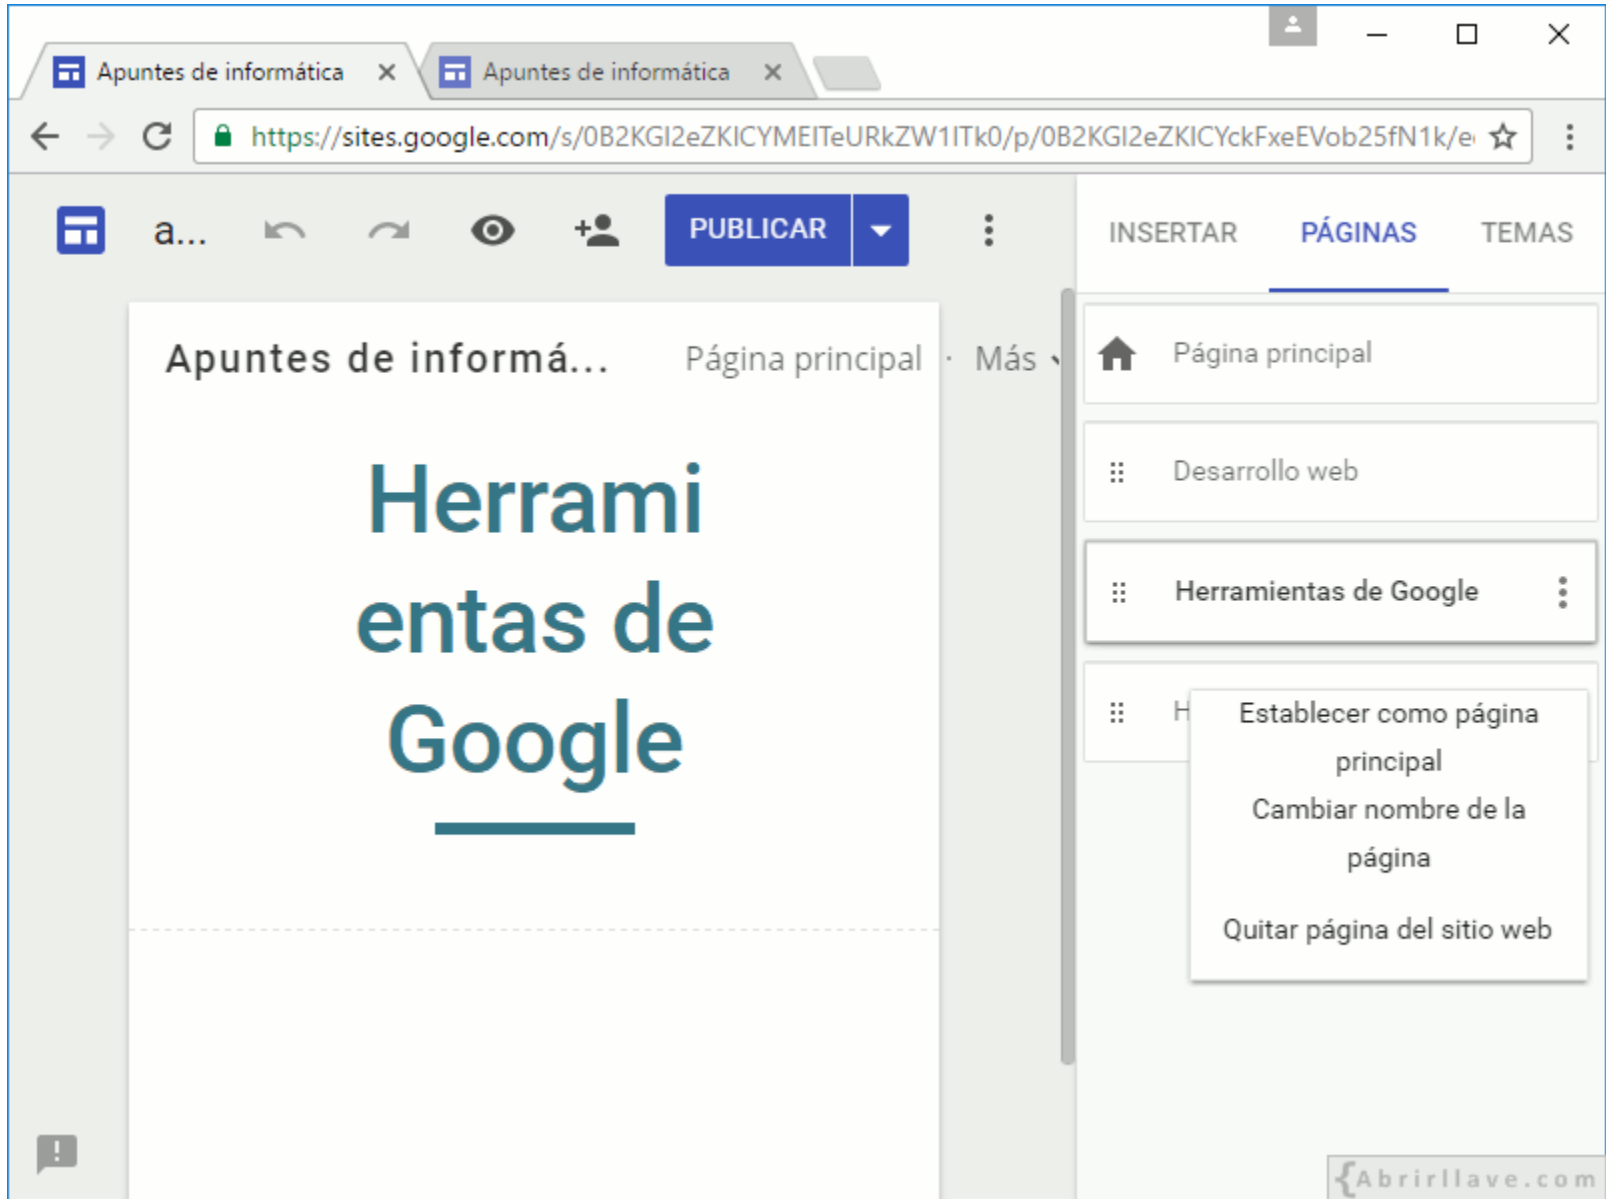 Apuntes de informática
Apuntes de informática
https://sites.google.com/s/0B2KGI2eZKICYMEITeURkZW1ITk0/p/0B2KGI2eZKICYckFxeEVob25fN1k/e
a...
PUBLICAR
INSERTAR
PÁGINAS
TEMAS
Apuntes de informá...
Página principal
·
Más
Herrami
entas de
Google
Página principal
Desarrollo web
Herramientas de Google
H
Establecer como página
principal
Cambiar nombre de la
página
Quitar página del sitio web
{Abrirllave.com